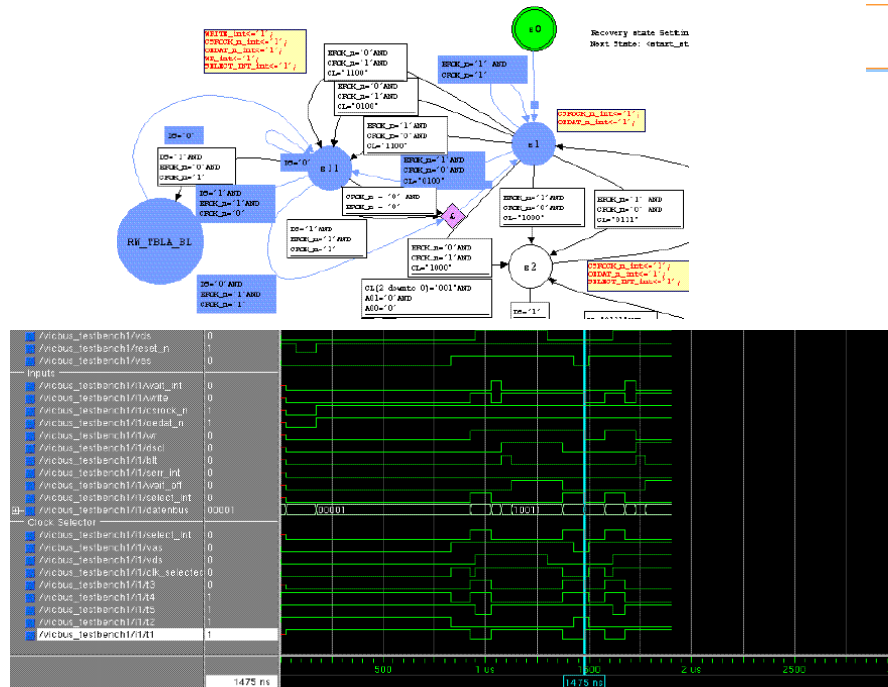 s0
Recovery state Settin
Next State: <start_st
WRITE_int<='1';
CSROCK_n_int<='1';
OEDAT_n_int<='1';
WR_int<='1';
SELECT_INT_int<='1';
ERCK_n='0'AND
CRCK_n='1'AND
CL="1100"
ERCK_n='1' AND
CRCK_n='1'
ERCK_n='0'AND
CRCK_n='1'AND
CL="0100"
CSROCK_n_int<='1';
OEDAT_n_int<='1';
ERCK_n='1'AND
CRCK_n='0'AND
CL="1100"
s1
DS='0'
DS='1'AND
ERCK_n='0'AND
CRCK_n='1'
DS='0'
s11
ERCK_n='1'AND
CRCK_n='0'AND
CL="0100"
DS='1'AND
ERCK_n='1'AND
CRCK_n='0'
CRCK_n = '0' AND
ERCK_n = '0'
&
ERCK_n='1'AND
CRCK_n='0'AND
CL="1000"
ERCK_n='1' AND
CRCK_n='0' AND
CL="0111"
RW_TBLA_BL
DS='1'AND
ERCK_n='1'AND
CRCK_n='1'
ERCK_n='0'AND
CRCK_n='1'AND
CL="1000"
s2
CSROCK_n_int<='1';
OEDAT_n_int<='1';
SELECT_INT_int<='1';
DS='0'AND
ERCK_n='1'AND
CRCK_n='1'
CL(2 downto 0)="001"AND
A01='0'AND
A00='0'
DS='1'
/vicbus_testbench1/vds 0
/vicbus_testbench1/reset_n 1
/vicbus_testbench1/vas 0
Inputs
/vicbus_testbench1/i1/wait_int 0
/vicbus_testbench1/i1/write 0
/vicbus_testbench1/i1/csrock_n 1
/vicbus_testbench1/i1/oedat_n 1
/vicbus_testbench1/i1/wr 0
/vicbus_testbench1/i1/dscl 0
/vicbus_testbench1/i1/blt 0
/vicbus_testbench1/i1/serr_int 0
/vicbus_testbench1/i1/wait_off 0
/vicbus_testbench1/i1/select_int 0
/vicbus_testbench1/i1/datenbus 00001 00001 1001
Clock Selector
/vicbus_testbench1/i1/select_int 0
/vicbus_testbench1/i1/vas 0
/vicbus_testbench1/i1/vds 0
/vicbus_testbench1/i1/clk_selected 0
/vicbus_testbench1/i1/t3 0
/vicbus_testbench1/i1/t4 1
/vicbus_testbench1/i1/t5 1
/vicbus_testbench1/i1/t2 1
/vicbus_testbench1/i1/t1 1
500 1 us 1500 2 us 2500
1475 ns 1475 ns